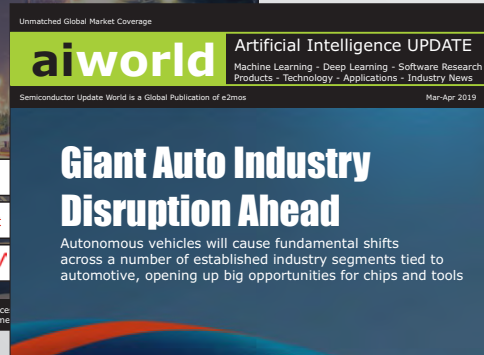 Unmatched Global Market Coverage
aiworld
Artificial Intelligence UPDATE
Machine Learning - Deep Learning - Software Research
Products - Technology - Applications - Industry News
Semiconductor Update World is a Global Publication of e2mos
Mar-Apr 2019
Giant Auto Industry
Disruption Ahead
Autonomous vehicles will cause fundamental shifts
across a number of established industry segments tied to
automotive, opening up big opportunities for chips and tools